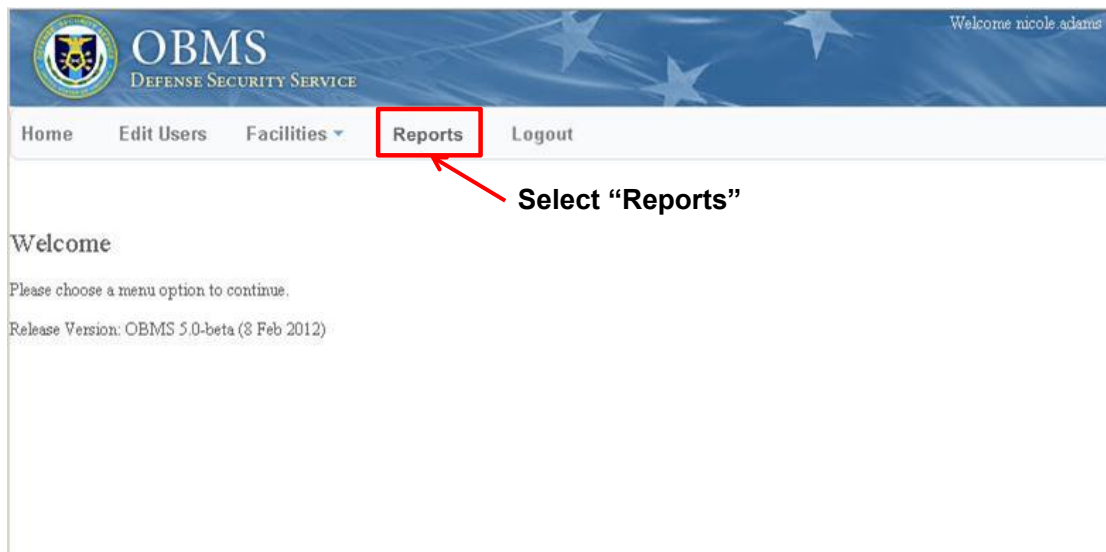 Welcome nicole.adams
OBMS
DEFENSE SECURITY SERVICE
Home Edit Users Facilities Reports Logout
Select “Reports”
Welcome
Please choose a menu option to continue.
Release Version: OBMS 5.0-beta (8 Feb 2012)